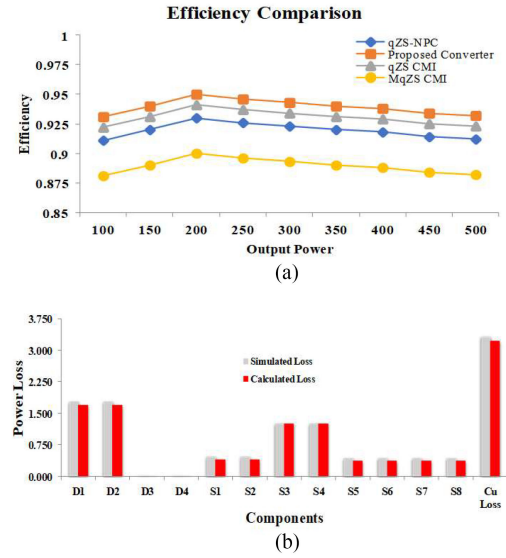 Efficiency Comparison
qZS-NPC
Proposed Converter
qZS CMI
MqZS CMI
Efficiency
1
0.975
0.95
0.925
0.9
0.875
0.85
100 150 200 250 300 350 400 450 500
Output Power
(a)
Power Loss
3.750
3.000
2.250
1.500
0.750
0.000
Simulated Loss
Calculated Loss
D1 D2 D3 D4 S1 S2 S3 S4 S5 S6 S7 S8 Cu
Loss
Components
(b)